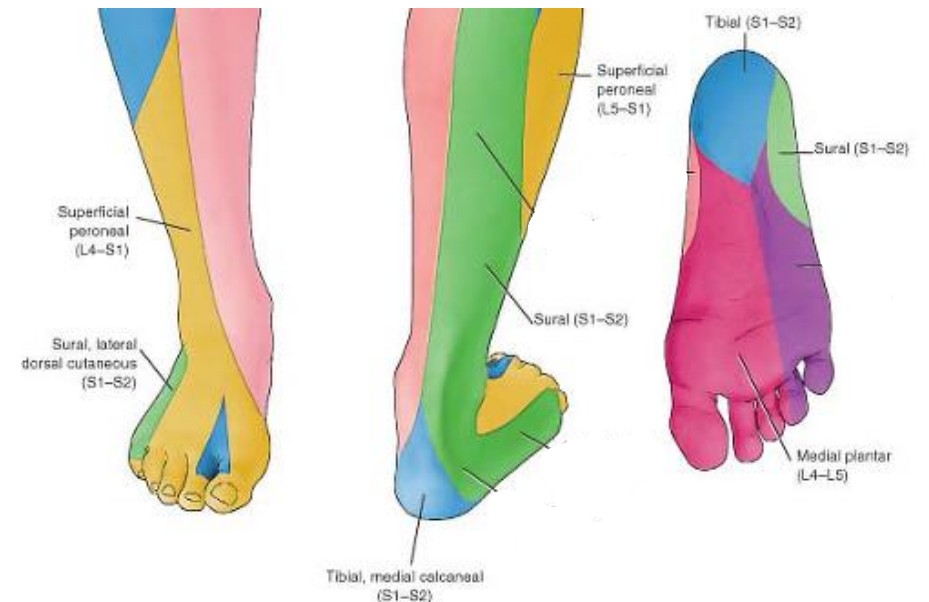 Tibial (S1–S2)
Superficial
peroneal
(L5–S1)
Sural (S1–S2)
Superficial
peroneal
(L4–S1)
Sural (S1–S2)
Sural, lateral
dorsal cutaneous
(S1–S2)
Medial plantar
(L4–L5)
Tibial, medial calcaneal
(S1–S2)